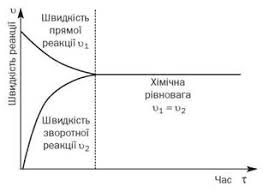 υ
Швидкість реакції
Швидкість
прямої
реакції υ1
Хімічна
рівновага
υ1 = υ2
Швидкість
зворотної
реакції υ2
Час τ